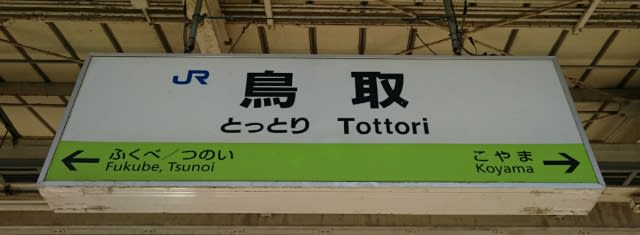 JR 鳥取
とっとり Tottori
← ふくべ／つのい こやま →
Fukube, Tsunoi Koyama